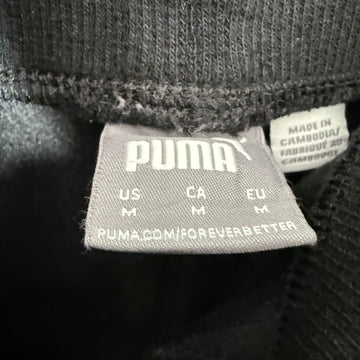 PUMA
US CA EU
M M M
PUMA.COM/FOREVERBETTER
MADE IN
CAMBODIA/
FABRIQUÉ AU
CAMBODGE